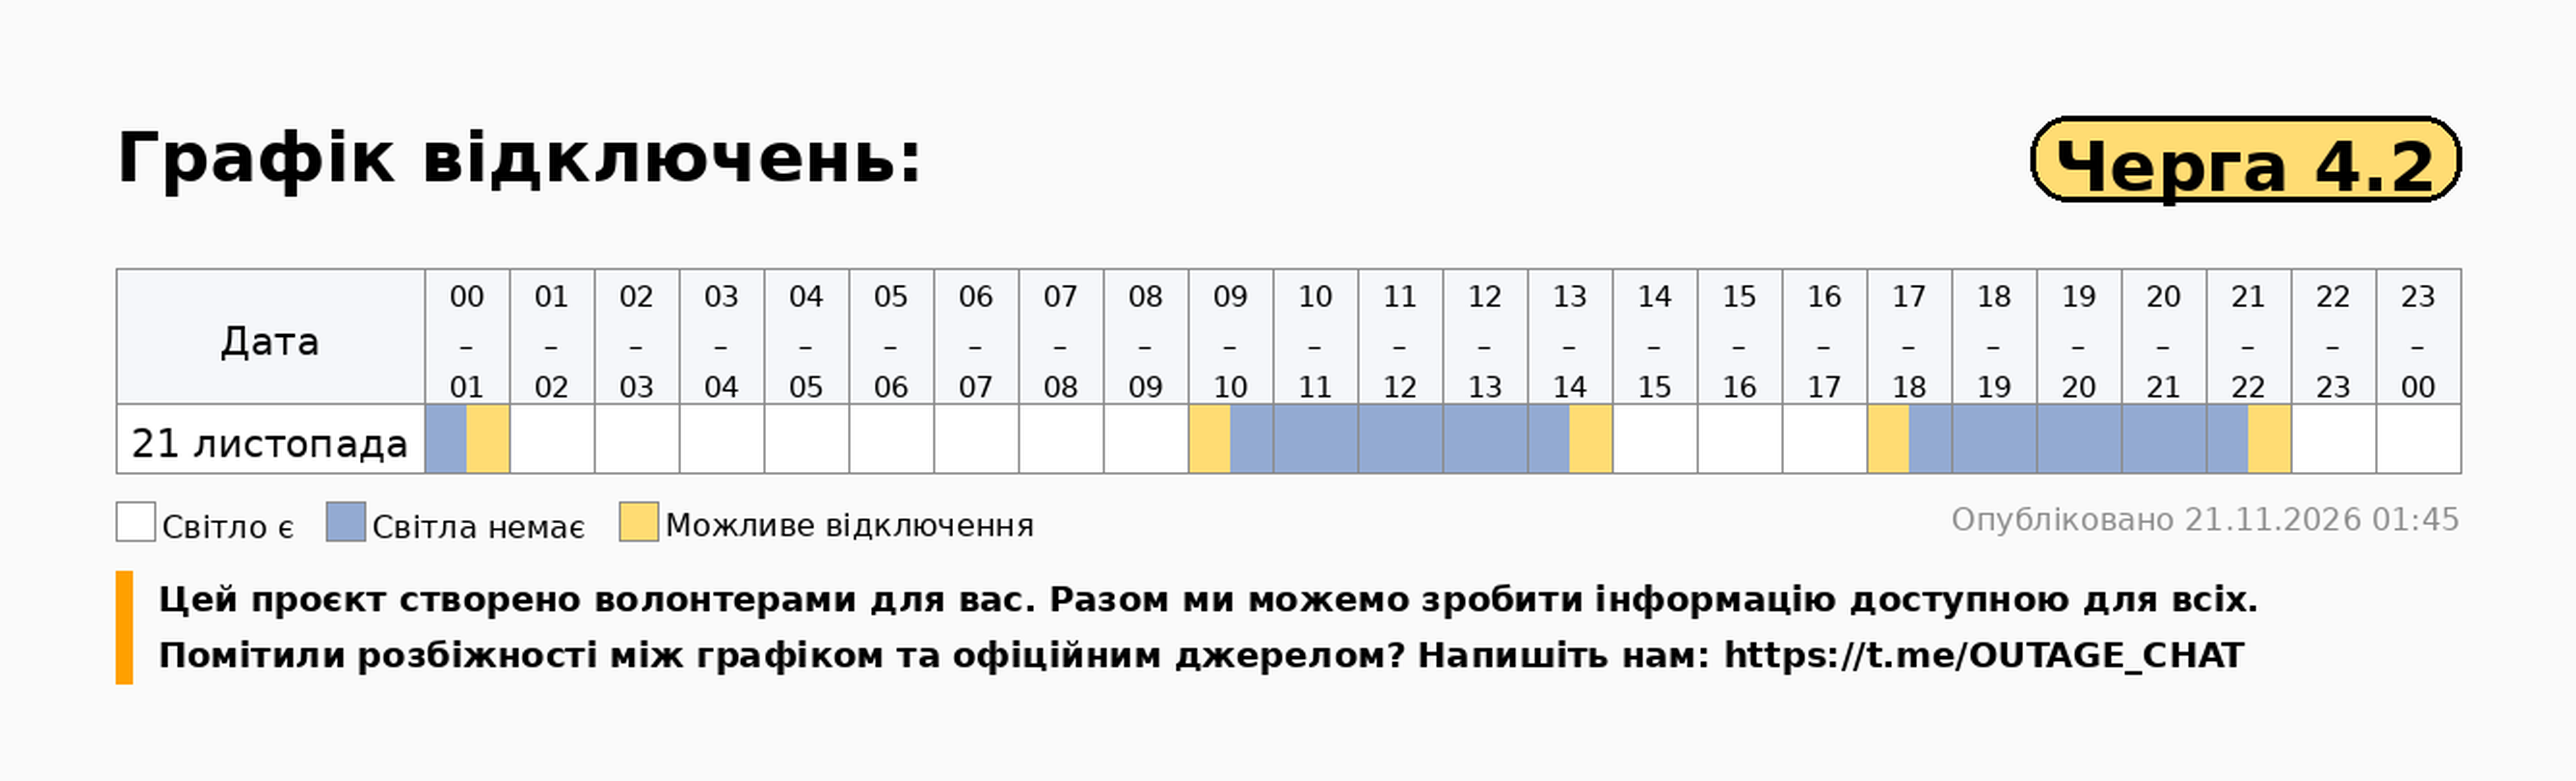 Графік відключень:
Черга 4.2
Дата
00 – 01
01 – 02
02 – 03
03 – 04
04 – 05
05 – 06
06 – 07
07 – 08
08 – 09
09 – 10
10 – 11
11 – 12
12 – 13
13 – 14
14 – 15
15 – 16
16 – 17
17 – 18
18 – 19
19 – 20
20 – 21
21 – 22
22 – 23
23 – 00
21 листопада
Світло є
Світла немає
Можливе відключення
Опубліковано 21.11.2026 01:45
Цей проєкт створено волонтерами для вас. Разом ми можемо зробити інформацію доступною для всіх.
Помітили розбіжності між графіком та офіційним джерелом? Напишіть нам: https://t.me/OUTAGE_CHAT